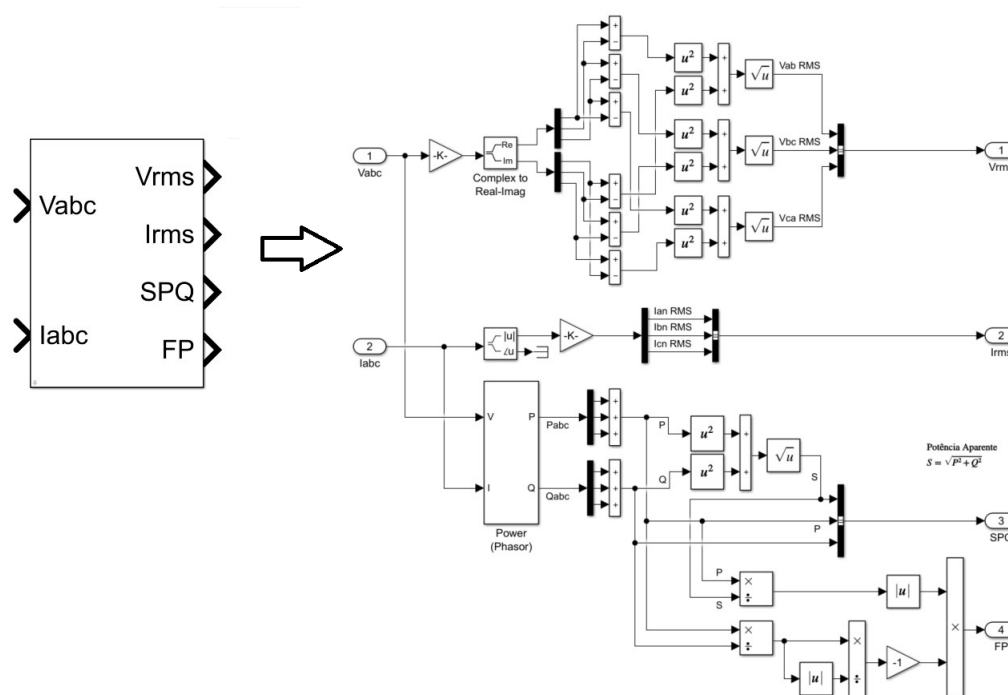 Vabc
Iabc
Vrms
Irms
SPQ
FP
1
Vabc
-K-
Re
Im
Complex to
Real-Imag
+
−
+
−
+
−
+
−
+
−
+
−
u²
u²
u²
u²
u²
u²
+
+
+
+
+
+
√u
√u
√u
Vab RMS
Vbc RMS
Vca RMS
1
Vrm
2
Iabc
|u|
∠u
-K-
Ian RMS
Ibn RMS
Icn RMS
2
Irms
V
I
P
Q
Power
(Phasor)
Pabc
Qabc
+
+
+
+
+
+
P
Q
u²
u²
+
+
√u
S
Potência Aparente
S = √P² + Q²
P
3
SPQ
P
S
×
÷
|u|
×
÷
|u|
×
÷
-1
×
4
FP